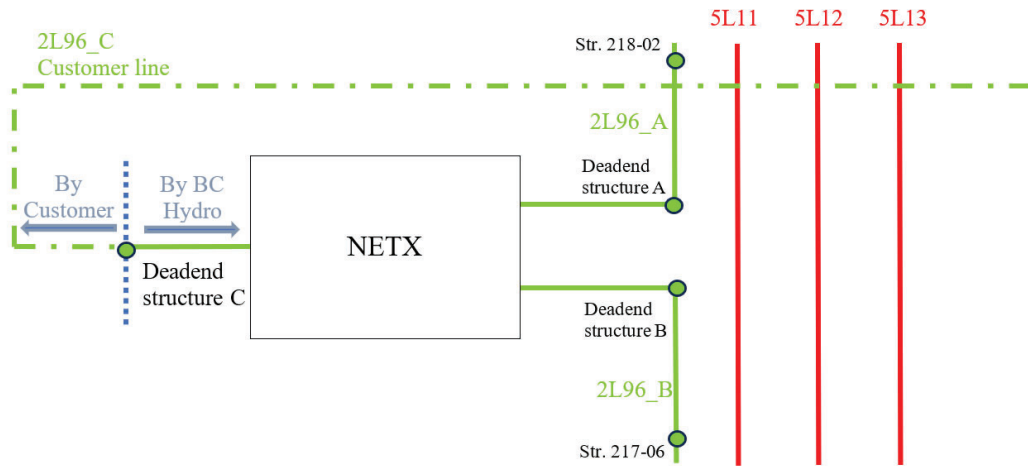 5L11 5L12 5L13
2L96_C
Customer line
Str. 218-02
2L96_A
Deadend
structure A
By
Customer
By BC
Hydro
NETX
Deadend
structure C
Deadend
structure B
2L96_B
Str. 217-06